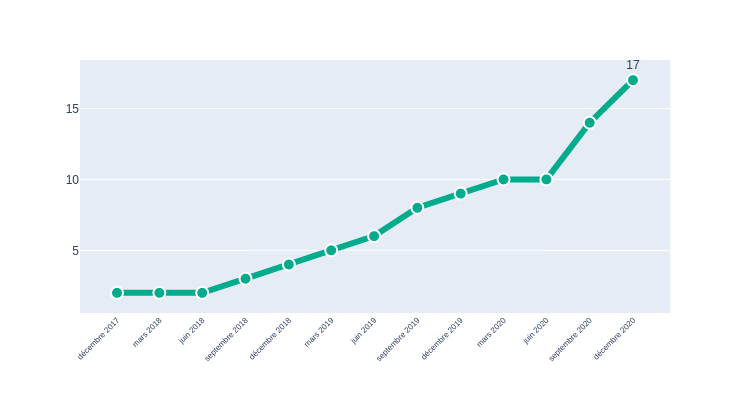 17
15
10
5
décembre 2017
mars 2018
juin 2018
septembre 2018
décembre 2018
mars 2019
juin 2019
septembre 2019
décembre 2019
mars 2020
juin 2020
septembre 2020
décembre 2020